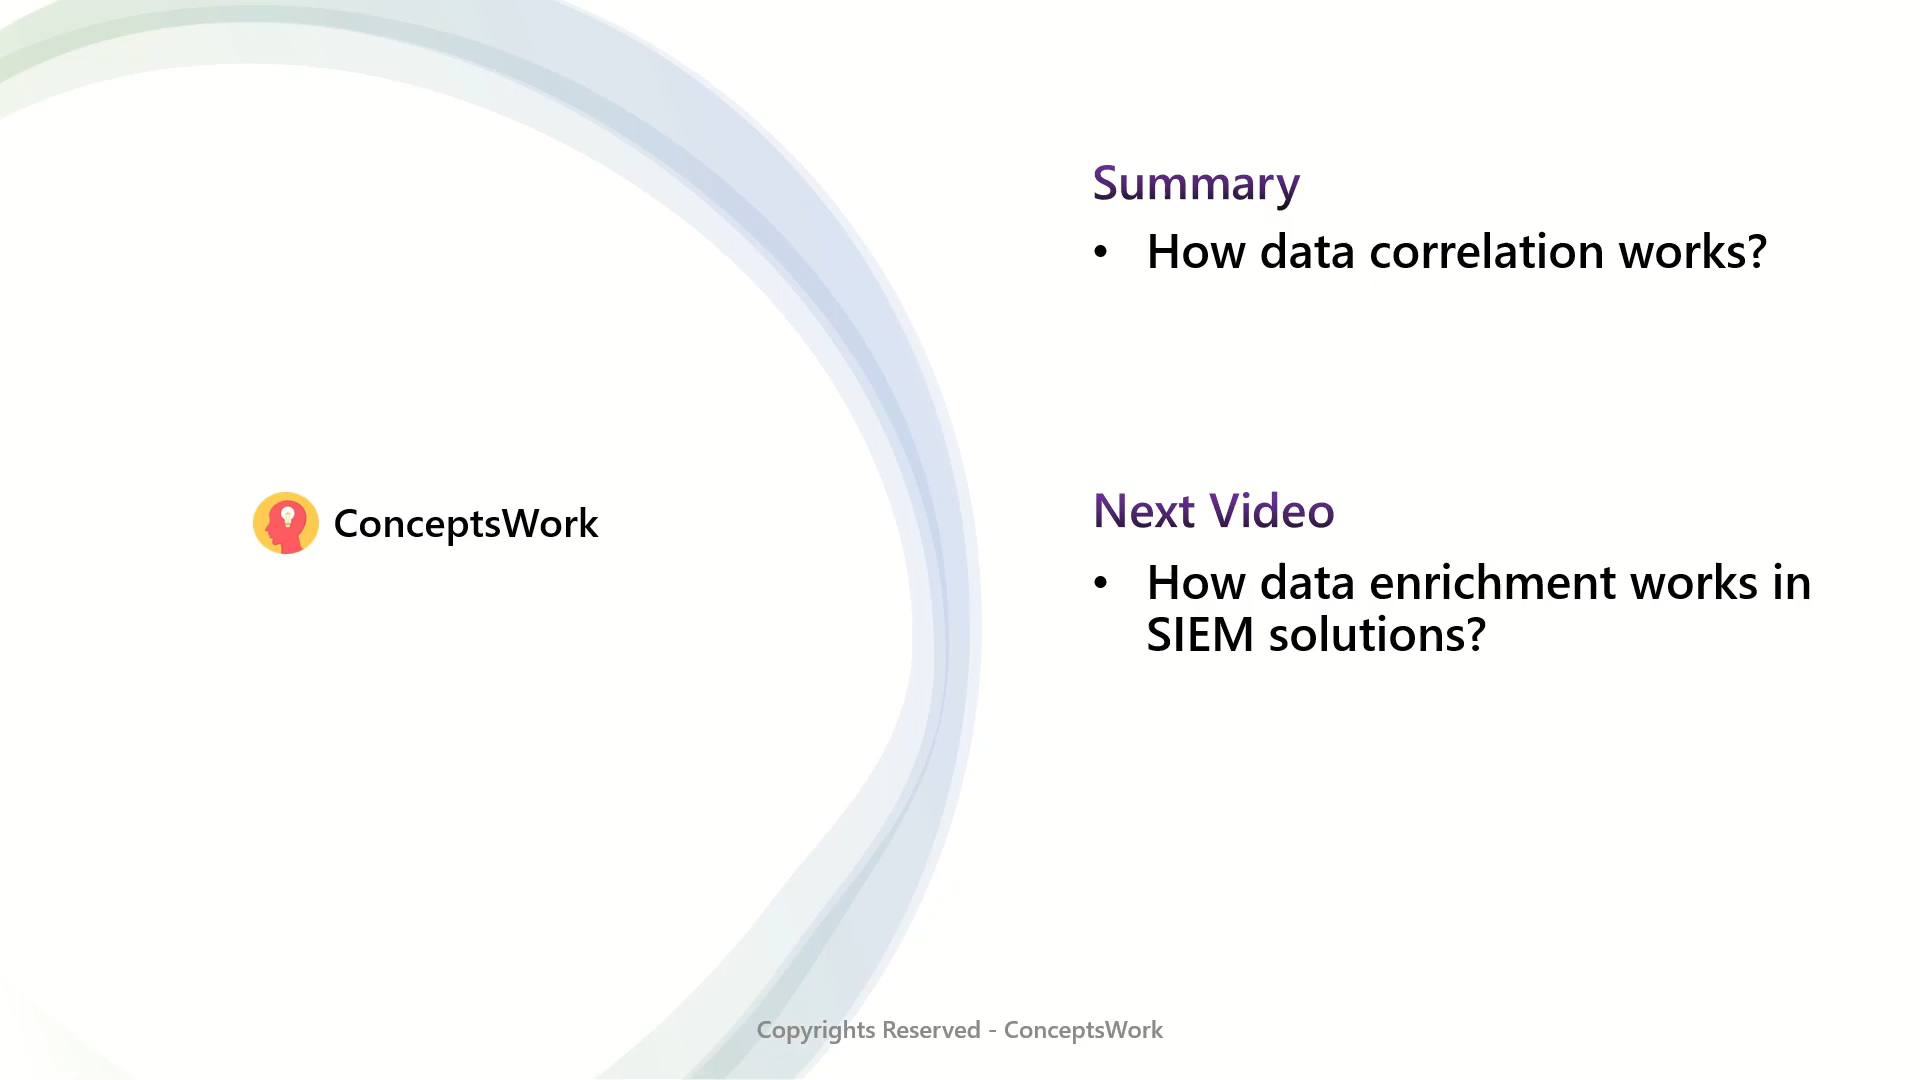 Summary
• How data correlation works?
ConceptsWork
Next Video
• How data enrichment works in
SIEM solutions?
Copyrights Reserved - ConceptsWork